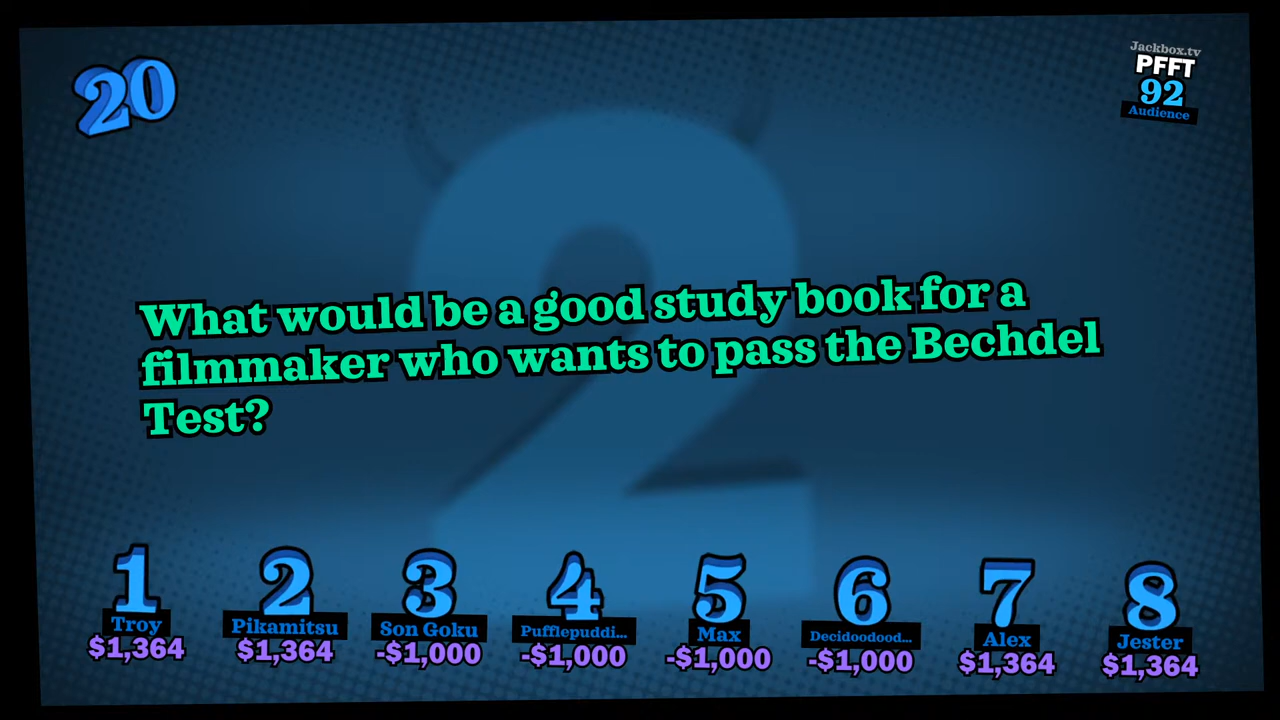 20
Jackbox.tv
PFFT
92
Audience
What would be a good study book for a
filmmaker who wants to pass the Bechdel
Test?
1 2 3 4 5 6 7 8
Troy Pikamitsu Son Goku Pufflepuddi... Max Decidoodood... Alex Jester
$1,364 $1,364 -$1,000 -$1,000 -$1,000 -$1,000 $1,364 $1,364